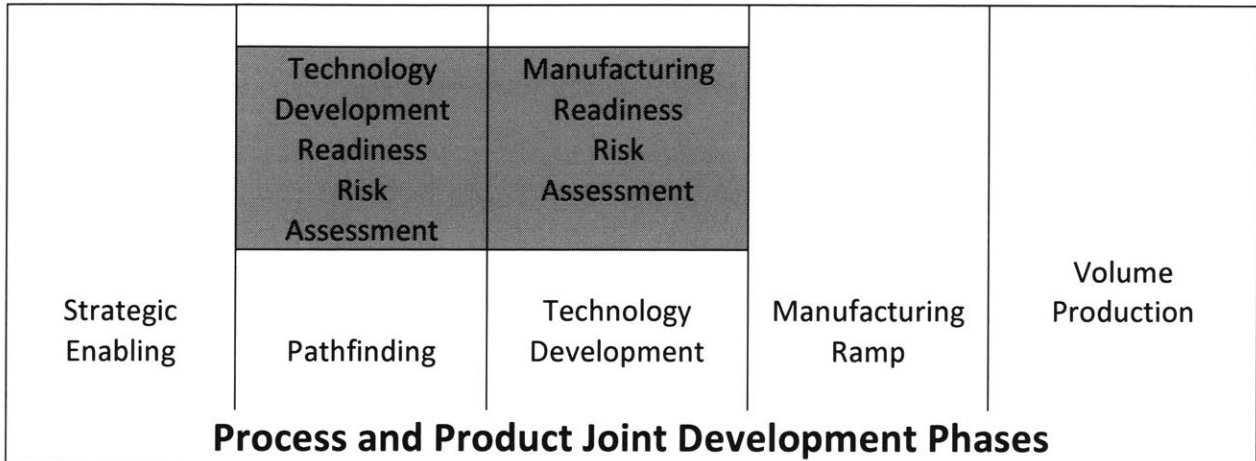 Technology
Development
Readiness
Risk
Assessment
Manufacturing
Readiness
Risk
Assessment
Strategic
Enabling
Pathfinding
Technology
Development
Manufacturing
Ramp
Volume
Production
Process and Product Joint Development Phases